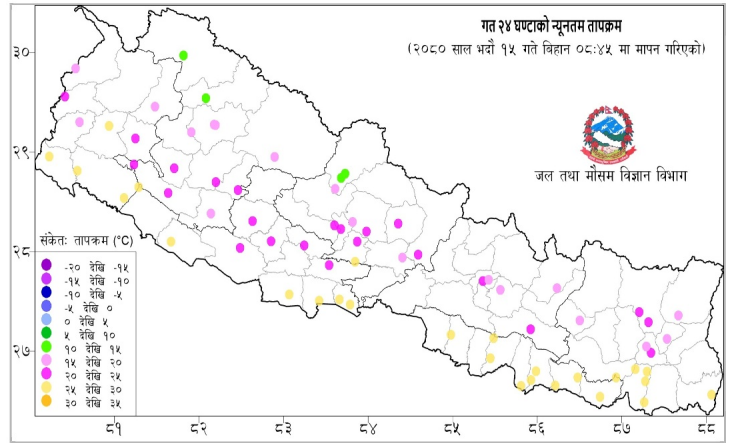 गत २४ घण्टाको न्यूनतम तापक्रम
(२०८० साल भदौ १५ गते बिहान ०८:४५ मा मापन गरिएको)
जल तथा मौसम विज्ञान विभाग
३०
२९
२८
२७
संकेतः तापक्रम (°C)
-२० देखि -१५
-१५ देखि -१०
-१० देखि -५
-५ देखि ०
० देखि ५
५ देखि १०
१० देखि १५
१५ देखि २०
२० देखि २५
२५ देखि ३०
३० देखि ३५
८१ ८२ ८३ ८४ ८५ ८६ ८७ ८८